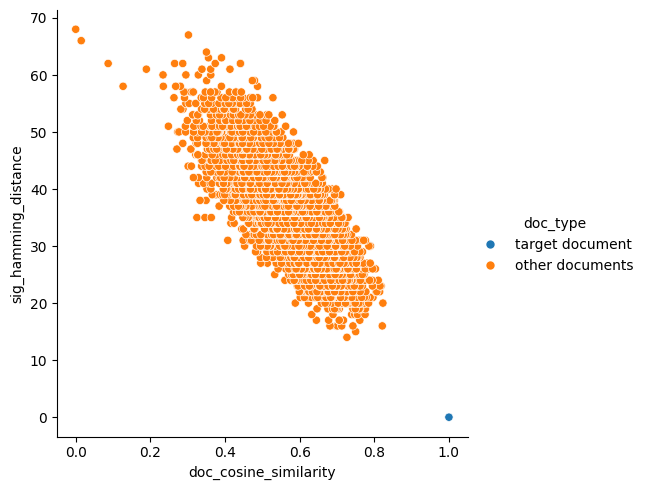 70
60
50
40
30
20
10
0
sig_hamming_distance
0.0 0.2 0.4 0.6 0.8 1.0
doc_cosine_similarity
doc_type
target document
other documents